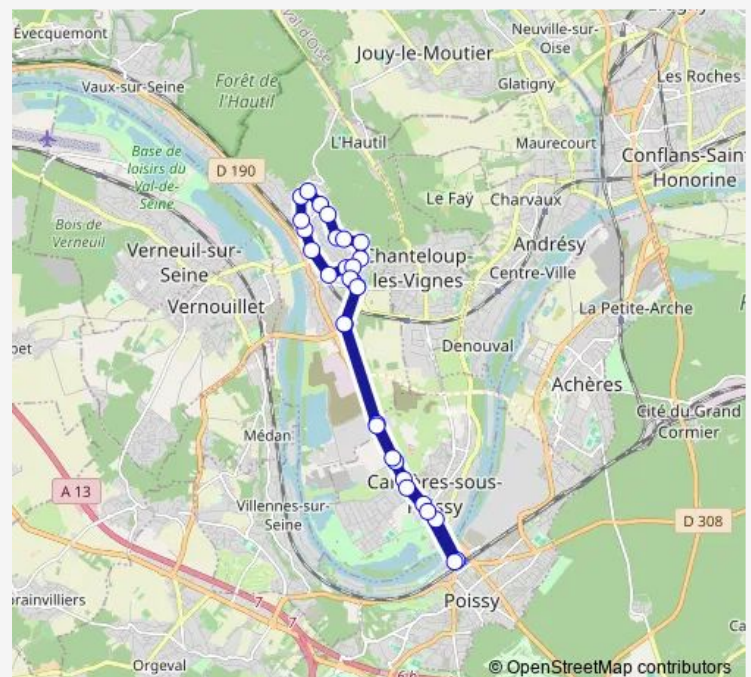 Évecquemont
val-d'Oise
Neuville-sur-
Oise
Jouy-le-Moutier
Forêt de
l'Hautil
Glatigny
Les Roches
Vaux-sur-Seine
L'Hautil
Maurecourt
Base de
loisirs du
Val-de-
Seine
D 190
Conflans-Saint
Honorine
Le Faÿ
Charvaux
Bois de
Verneuil
Verneuil-sur-
Seine
Chanteloup-
les-Vignes
Andrésy
Centre-Ville
Vernouillet
La Petite-Arche
Denouval
Achères
Cité du Grand
Cormier
Médan
A 13
Villennes-sur-
Seine
D 308
7
Poissy
Orgeval
© OpenStreetMap contributors